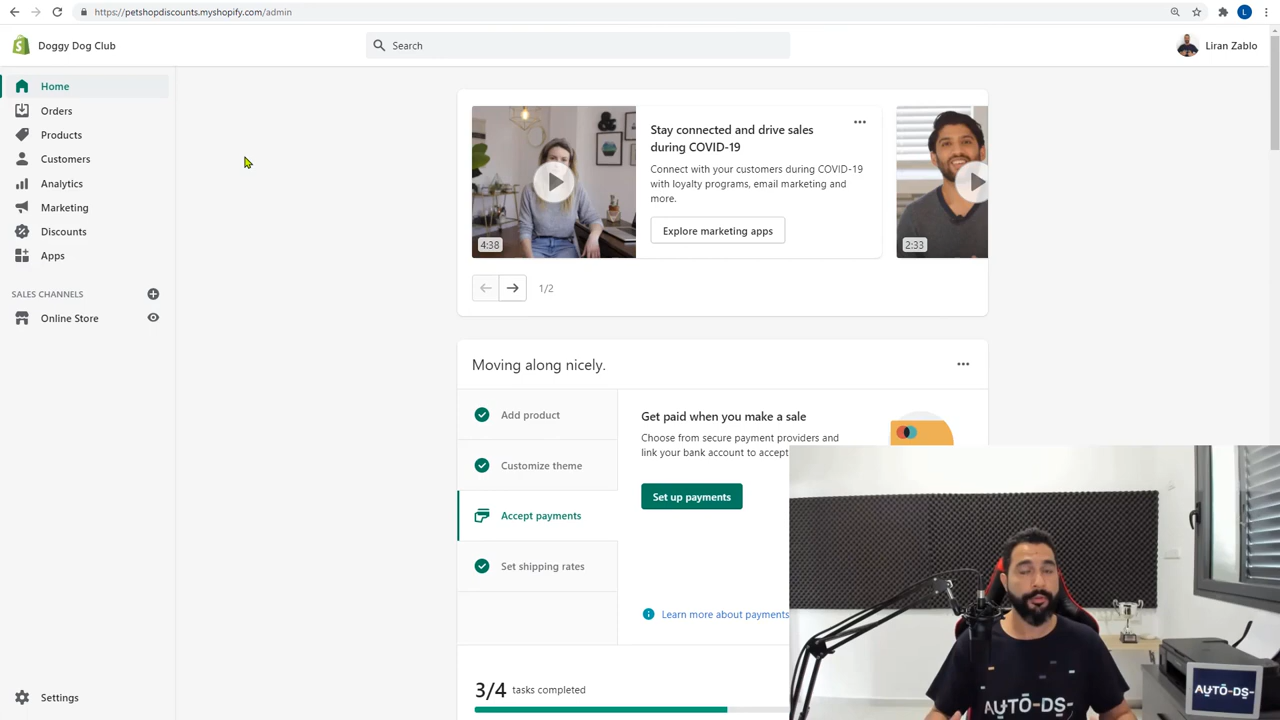 https://petshopdiscounts.myshopify.com/admin
L
Doggy Dog Club
Search
Liran Zablo
Home
Orders
Products
Customers
Analytics
Marketing
Discounts
Apps
SALES CHANNELS
Online Store
Settings
4:38
Stay connected and drive sales
during COVID-19
Connect with your customers during COVID-19
with loyalty programs, email marketing and
more.
Explore marketing apps
2:33
1/2
Moving along nicely.
Add product
Customize theme
Accept payments
Set shipping rates
Get paid when you make a sale
Choose from secure payment providers and
link your bank account to accept
Set up payments
Learn more about payments
3/4 tasks completed
AUTO-DS-
AUTO-DS-